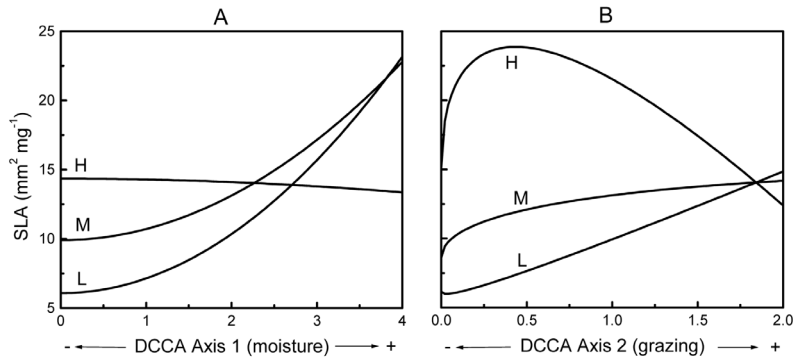 A
B
SLA (mm² mg⁻¹)
25
20
15
10
5
H
M
L
0
1
2
3
4
- DCCA Axis 1 (moisture) +
H
M
L
0.0
0.5
1.0
1.5
2.0
- DCCA Axis 2 (grazing) +